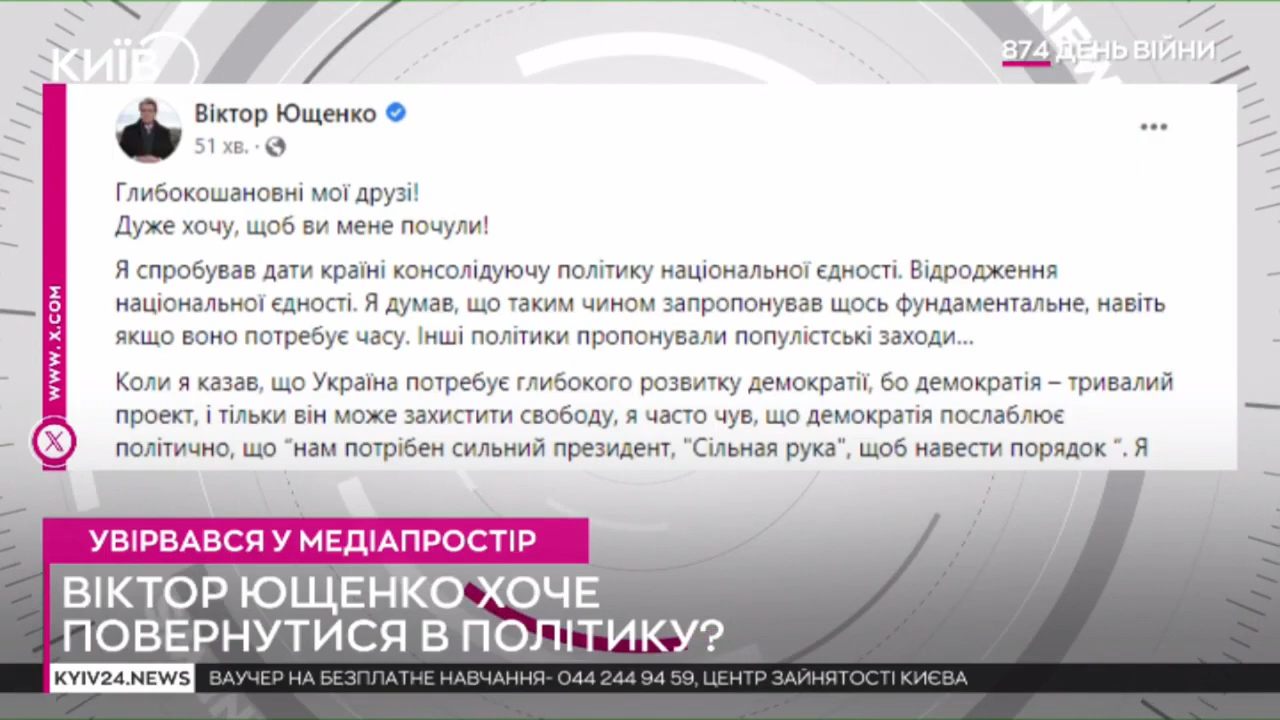 КИЇВ
874 ДЕНЬ ВІЙНИ
NEW
NEW
Віктор Ющенко
51 хв. ·
Глибокошановні мої друзі!
Дуже хочу, щоб ви мене почули!
Я спробував дати країні консолідуючу політику національної єдності. Відродження
національної єдності. Я думав, що таким чином запропонував щось фундаментальне, навіть
якщо воно потребує часу. Інші політики пропонували популістські заходи...
Коли я казав, що Україна потребує глибокого розвитку демократії, бо демократія – тривалий
проект, і тільки він може захистити свободу, я часто чув, що демократія послаблює
політично, що “нам потрібен сильний президент, "Сільная рука", щоб навести порядок “. Я
WWW. X.COM
УВІРВАВСЯ У МЕДІАПРОСТІР
ВІКТОР ЮЩЕНКО ХОЧЕ
ПОВЕРНУТИСЯ В ПОЛІТИКУ?
KYIV24.NEWS
ВАУЧЕР НА БЕЗПЛАТНЕ НАВЧАННЯ- 044 244 94 59, ЦЕНТР ЗАЙНЯТОСТІ КИЄВА